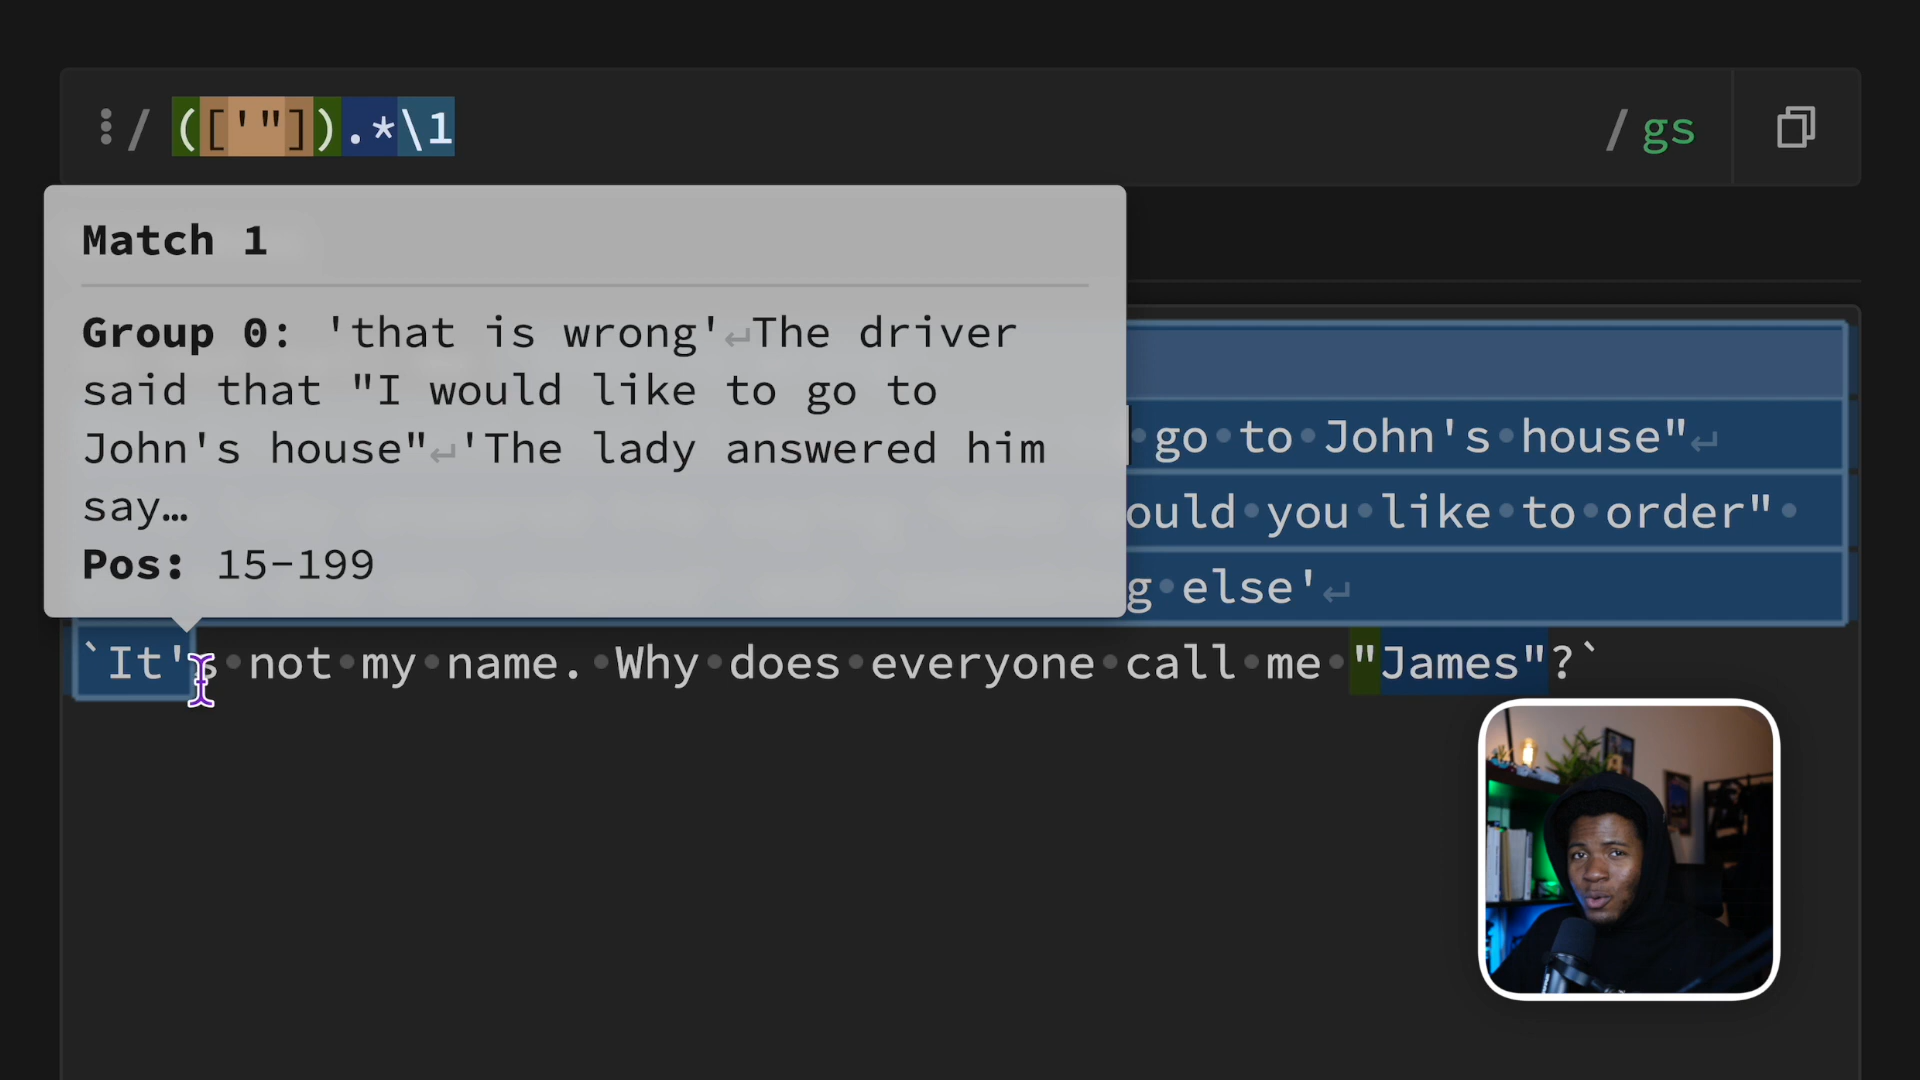 / (['"]).*\1 / gs
Match 1
Group 0: 'that is wrong'↵The driver
said that "I would like to go to
John's house"↵'The lady answered him
say…
Pos: 15-199
go·to·John's·house"↵
ould·you·like·to·order"·
g·else'↵
`It's·not·my·name.·Why·does·everyone·call·me·"James"?`